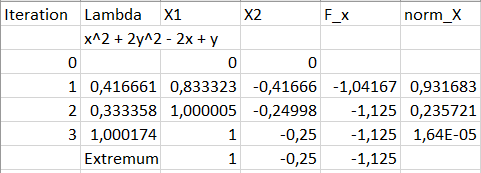 Iteration Lambda X1 X2 F_x norm_X
x^2 + 2y^2 - 2x + y
0 0 0
1 0,416661 0,833323 -0,41666 -1,04167 0,931683
2 0,333358 1,000005 -0,24998 -1,125 0,235721
3 1,000174 1 -0,25 -1,125 1,64E-05
Extremum 1 -0,25 -1,125